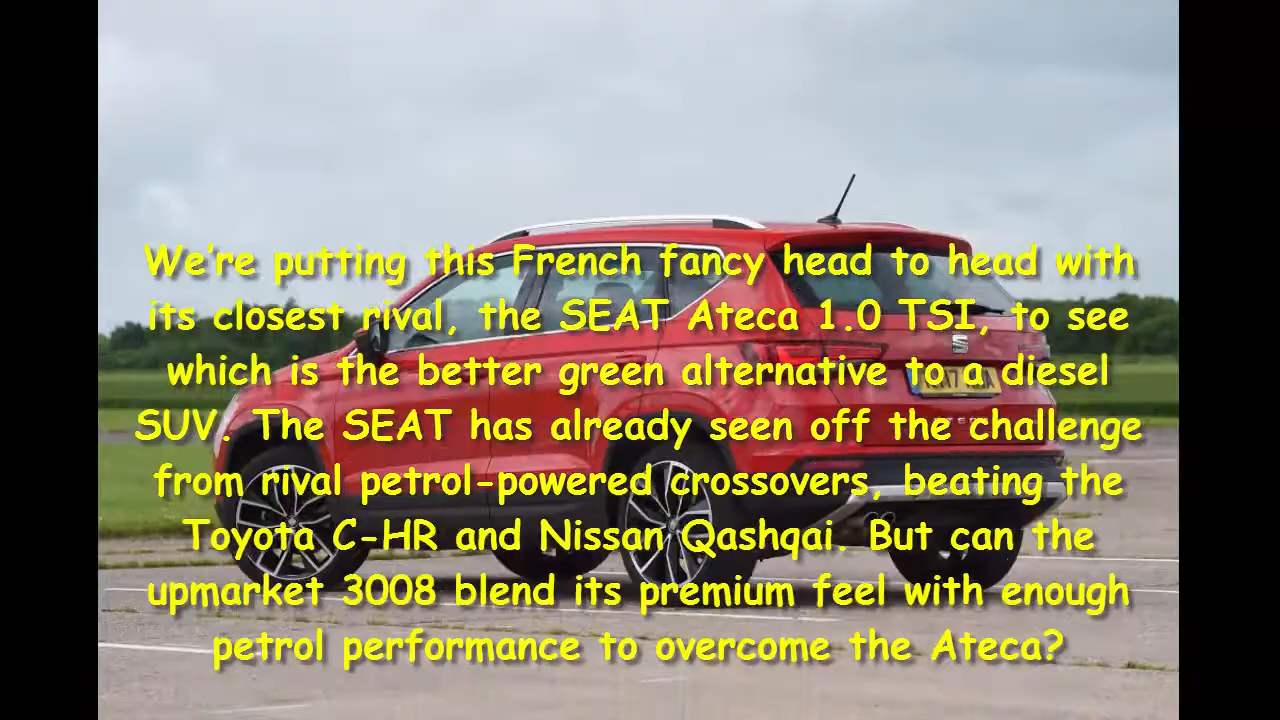 We’re putting this French fancy head to head with
its closest rival, the SEAT Ateca 1.0 TSI, to see
which is the better green alternative to a diesel
SUV. The SEAT has already seen off the challenge
from rival petrol-powered crossovers, beating the
Toyota C-HR and Nissan Qashqai. But can the
upmarket 3008 blend its premium feel with enough
petrol performance to overcome the Ateca?